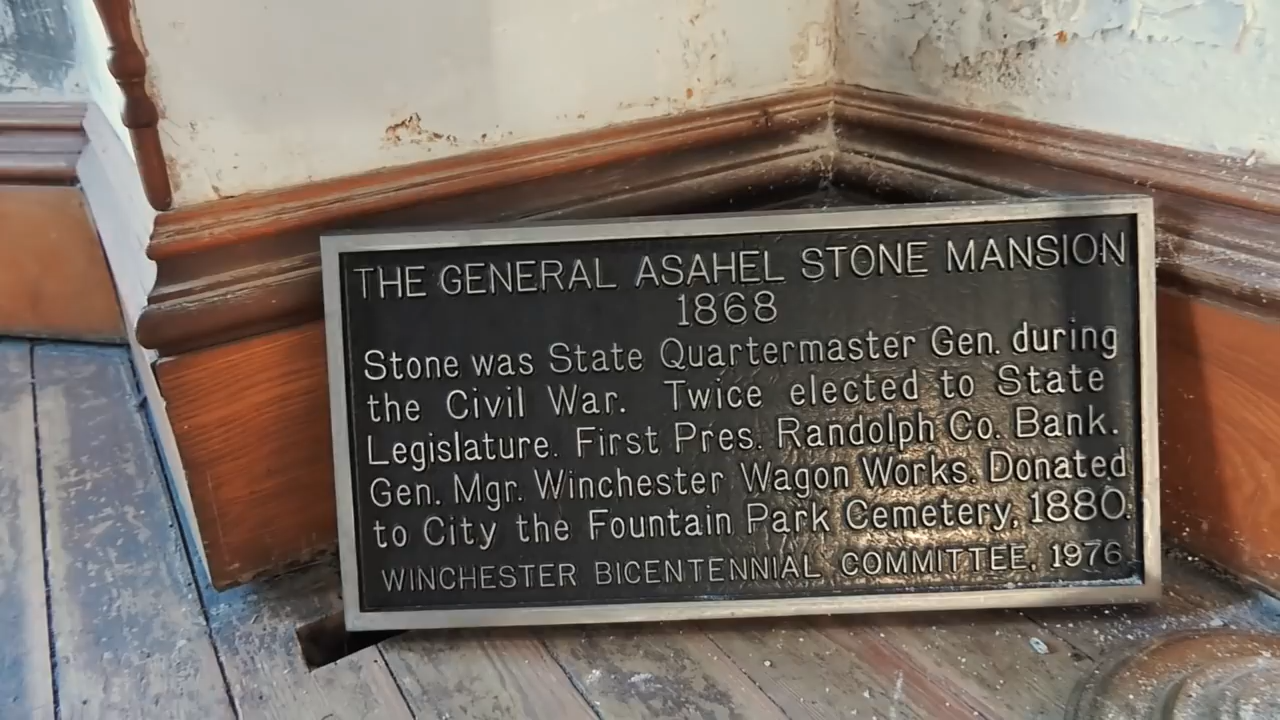 THE GENERAL ASAHEL STONE MANSION
1868
Stone was State Quartermaster Gen. during
the Civil War. Twice elected to State
Legislature. First Pres. Randolph Co. Bank.
Gen. Mgr. Winchester Wagon Works. Donated
to City the Fountain Park Cemetery, 1880.
WINCHESTER BICENTENNIAL COMMITTEE, 1976